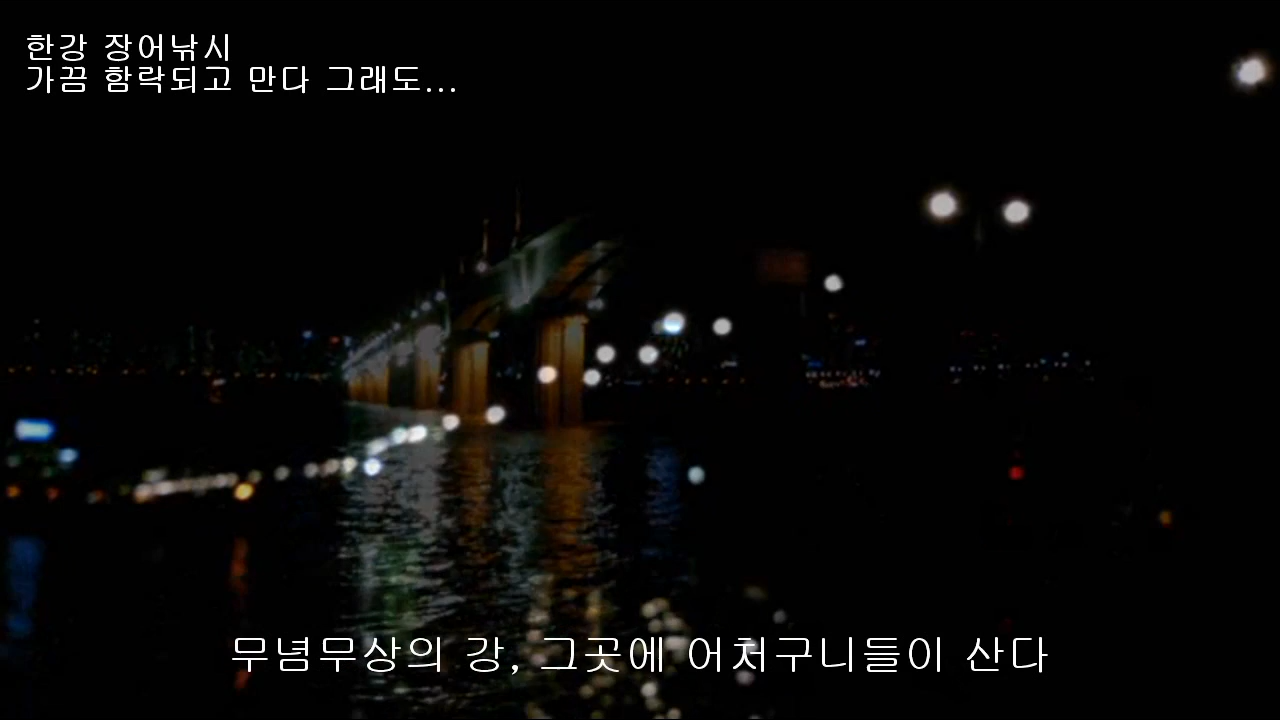 한강 장어낚시
가끔 함락되고 만다 그래도...
무념무상의 강, 그곳에 어처구니들이 산다